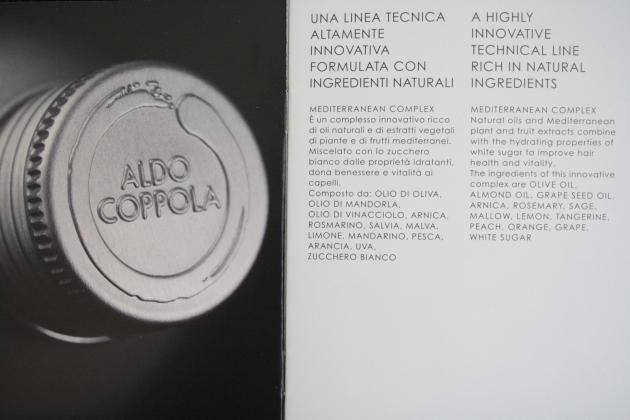 ALDO
COPPOLA
UNA LINEA TECNICA
ALTAMENTE
INNOVATIVA
FORMULATA CON
INGREDIENTI NATURALI
MEDITERRANEAN COMPLEX
È un complesso innovativo ricco
di oli naturali e di estratti vegetali
di piante e di frutti mediterranei.
Miscelato con lo zucchero
bianco dalle proprietà idratanti,
dona benessere e vitalità ai
capelli.
Composto da: OLIO DI OLIVA,
OLIO DI MANDORLA,
OLIO DI VINACCIOLO, ARNICA,
ROSMARINO, SALVIA, MALVA,
LIMONE, MANDARINO, PESCA,
ARANCIA, UVA,
ZUCCHERO BIANCO
A HIGHLY
INNOVATIVE
TECHNICAL LINE
RICH IN NATURAL
INGREDIENTS
MEDITERRANEAN COMPLEX
Natural oils and Mediterranean
plant and fruit extracts combine
with the hydrating properties of
white sugar to improve hair
health and vitality.
The ingredients of this innovative
complex are OLIVE OIL,
ALMOND OIL, GRAPE SEED OIL,
ARNICA, ROSEMARY, SAGE,
MALLOW, LEMON, TANGERINE,
PEACH, ORANGE, GRAPE,
WHITE SUGAR